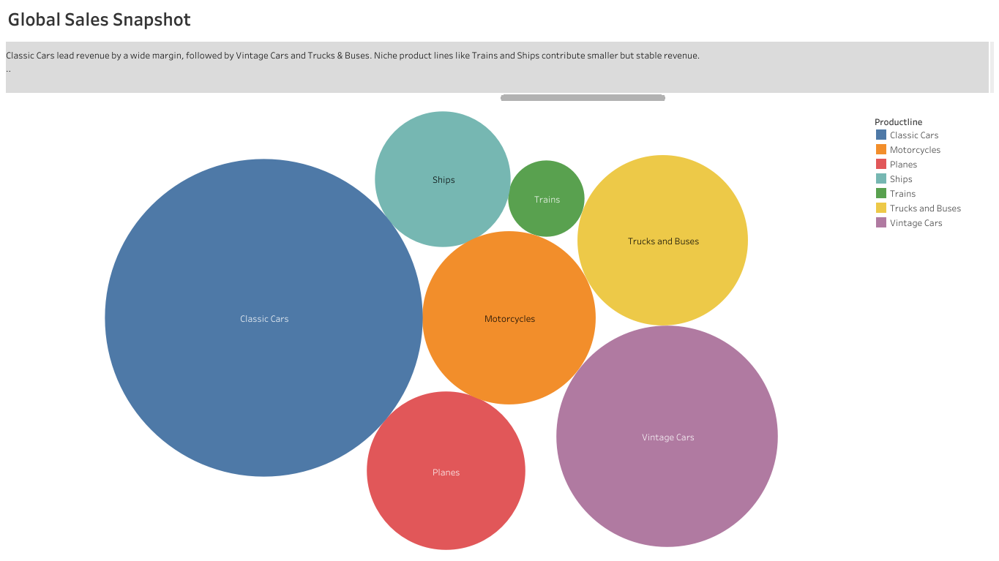 Global Sales Snapshot
Classic Cars lead revenue by a wide margin, followed by Vintage Cars and Trucks & Buses. Niche product lines like Trains and Ships contribute smaller but stable revenue.
..
Productline
Classic Cars
Motorcycles
Planes
Ships
Trains
Trucks and Buses
Vintage Cars
Ships
Trains
Trucks and Buses
Classic Cars
Motorcycles
Vintage Cars
Planes